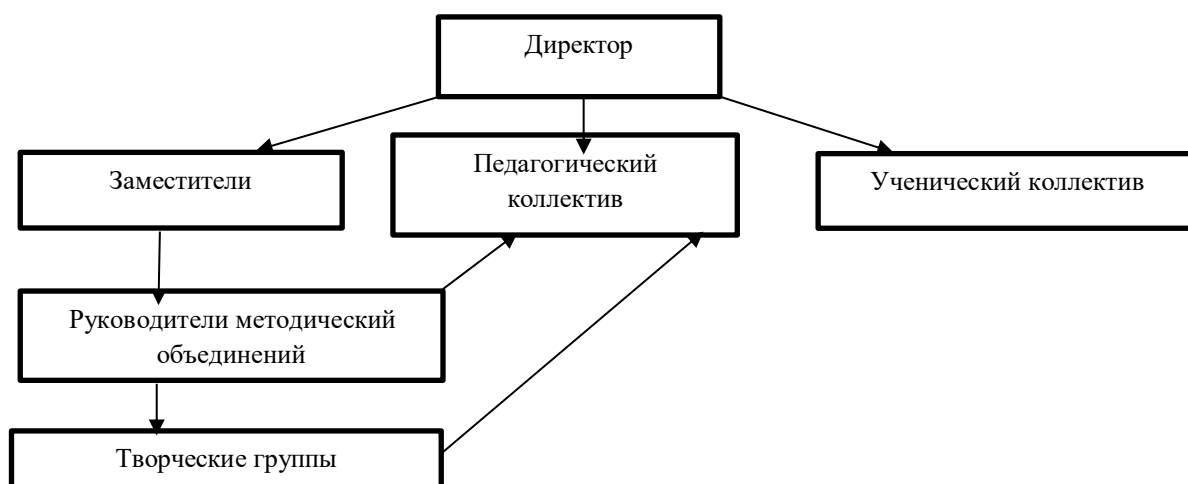 Директор
Заместители
Педагогический
коллектив
Ученический коллектив
Руководители методический
объединений
Творческие группы